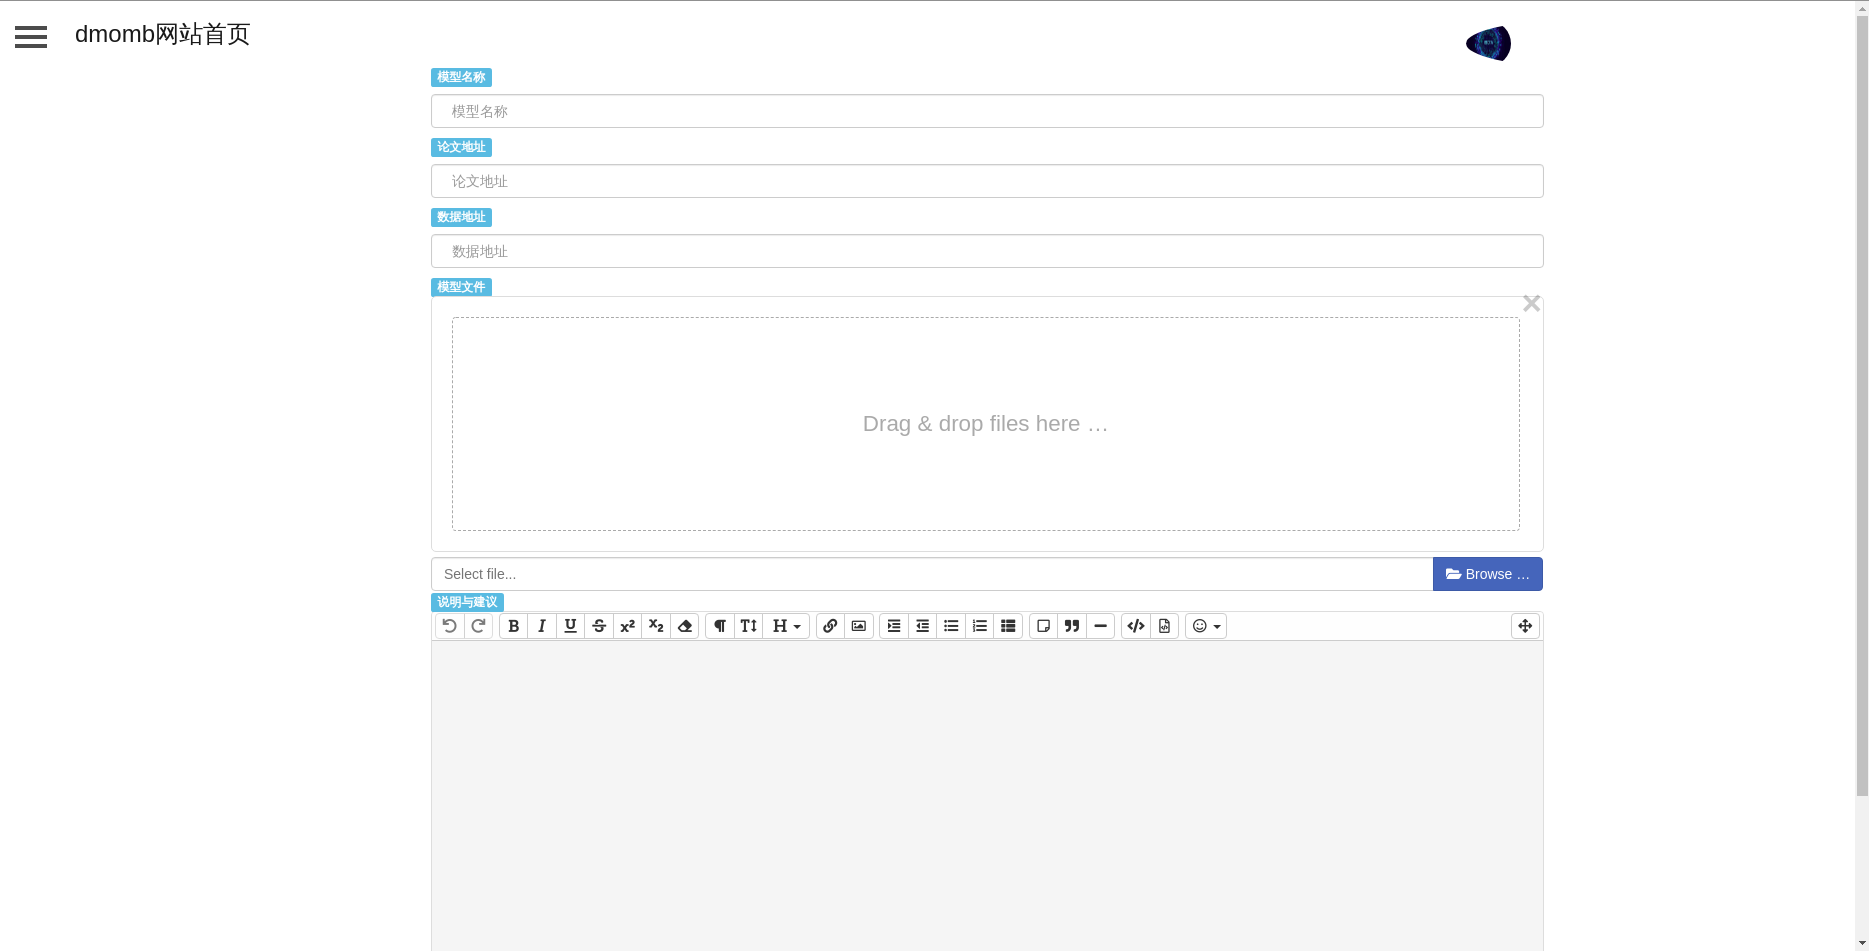 dmomb网站首页
模型名称
模型名称
论文地址
论文地址
数据地址
数据地址
模型文件
Drag & drop files here …
Select file...
Browse …
说明与建议